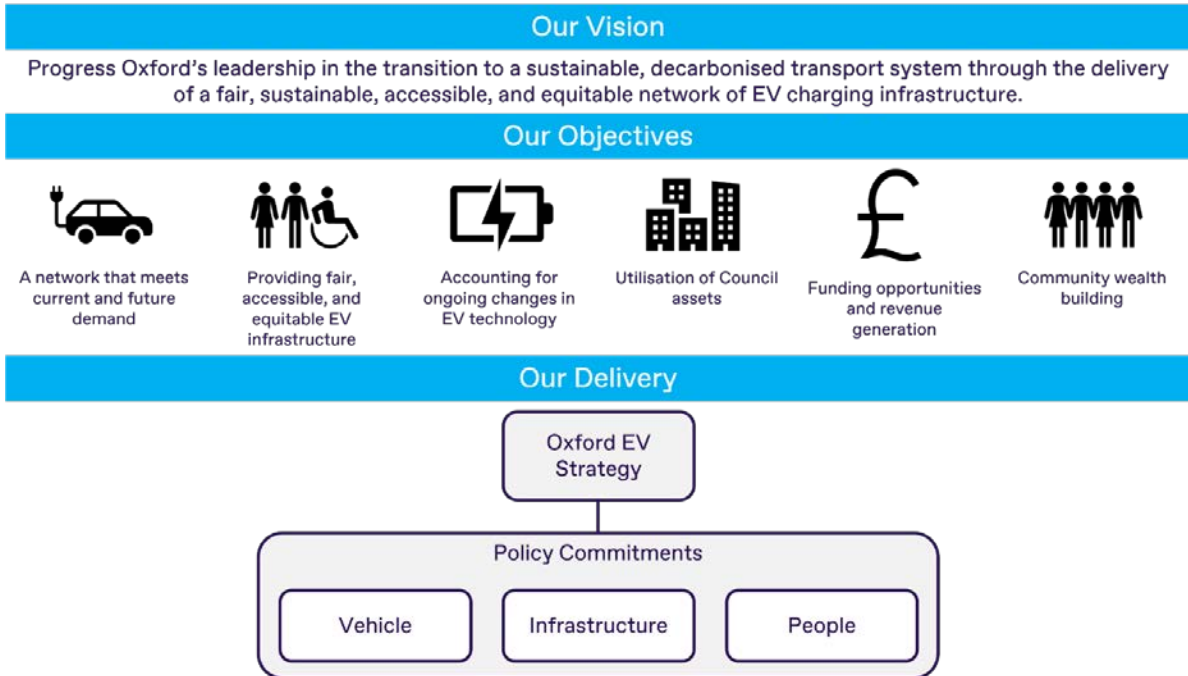 Our Vision
Progress Oxford's leadership in the transition to a sustainable, decarbonised transport system through the delivery
of a fair, sustainable, accessible, and equitable network of EV charging infrastructure.
Our Objectives
A network that meets
current and future
demand
Providing fair,
accessible, and
equitable EV
infrastructure
Accounting for
ongoing changes in
EV technology
Utilisation of Council
assets
£
Funding opportunities
and revenue
generation
Community wealth
building
Our Delivery
Oxford EV
Strategy
Policy Commitments
Vehicle
Infrastructure
People